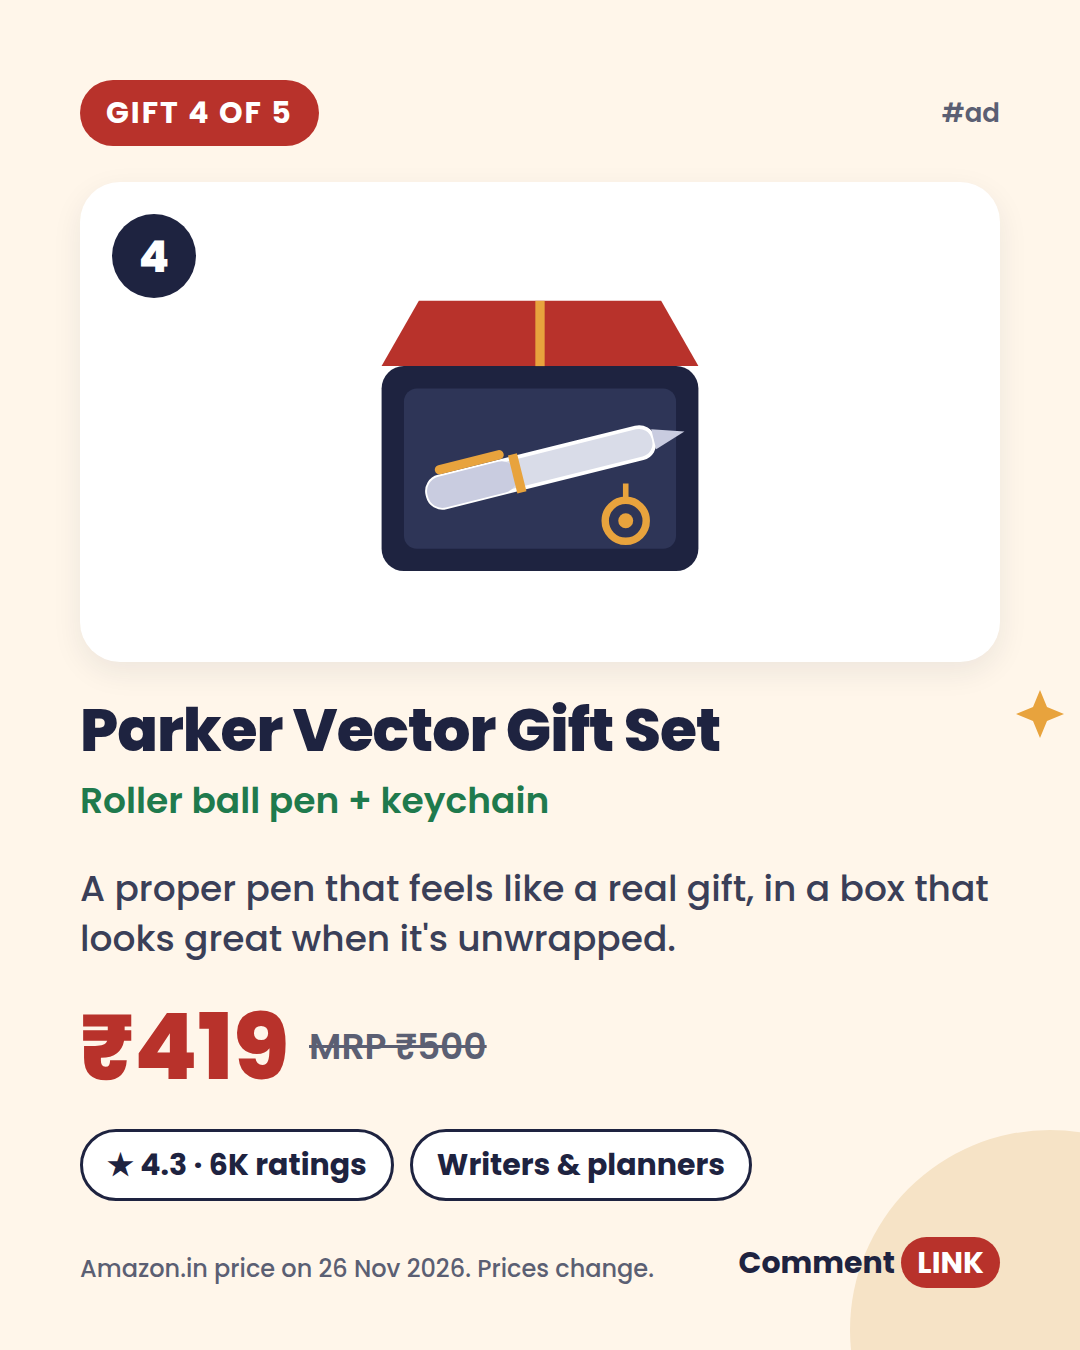 GIFT 4 OF 5
#ad
4
Parker Vector Gift Set
Roller ball pen + keychain
A proper pen that feels like a real gift, in a box that
looks great when it's unwrapped.
₹419 MRP ₹500
★ 4.3 · 6K ratings
Writers & planners
Amazon.in price on 26 Nov 2026. Prices change.
Comment LINK